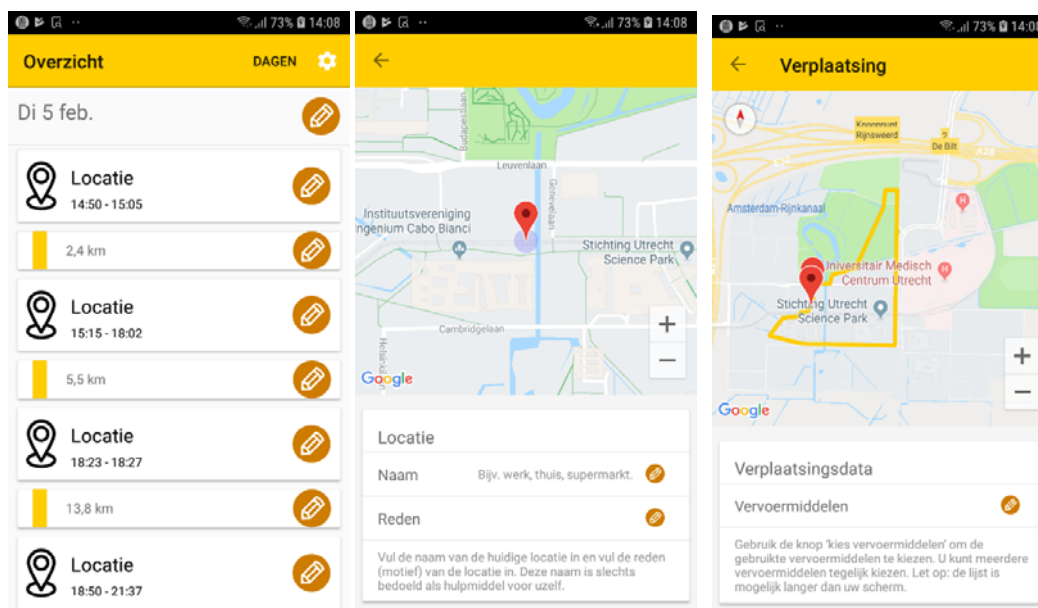 73% 14:08
Overzicht DAGEN
Di 5 feb.
Locatie
14:50 - 15:05
2,4 km
Locatie
15:15 - 18:02
5,5 km
Locatie
18:23 - 18:27
13,8 km
Locatie
18:50 - 21:37
73% 14:08
Budapestlaan
Leuvenlaan
Genevelaan
Instituutsvereniging
ngenium Cabo Bianci
Stichting Utrecht
Science Park
Cambridgelaan
Helsinkilaan
Google
Locatie
Naam Bijv. werk, thuis, supermarkt.
Reden
Vul de naam van de huidige locatie in en vul de reden
(motief) van de locatie in. Deze naam is slechts
bedoeld als hulpmiddel voor uzelf.
73% 14:08
Verplaatsing
Knooppunt
Rijnsweerd
De Bilt
A28
Amsterdam-Rijnkanaal
H
Universitair Medisch
Centrum Utrecht
H
Stichting Utrecht
Science Park
Google
Verplaatsingsdata
Vervoermiddelen
Gebruik de knop 'kies vervoermiddelen' om de
gebruikte vervoermiddelen te kiezen. U kunt meerdere
vervoermiddelen tegelijk kiezen. Let op: de lijst is
mogelijk langer dan uw scherm.